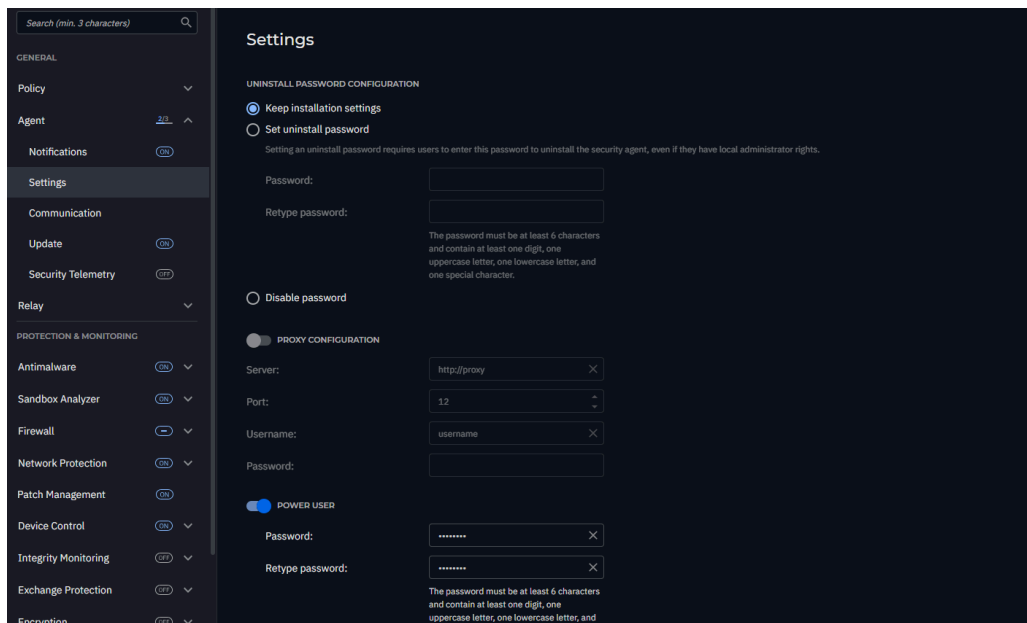 Search (min. 3 characters)
GENERAL
Policy
Agent 2/3
Notifications ON
Settings
Communication
Update ON
Security Telemetry OFF
Relay
PROTECTION & MONITORING
Antimalware ON
Sandbox Analyzer ON
Firewall
Network Protection ON
Patch Management ON
Device Control ON
Integrity Monitoring OFF
Exchange Protection OFF
Encryption OFF
Settings
UNINSTALL PASSWORD CONFIGURATION
Keep installation settings
Set uninstall password
Setting an uninstall password requires users to enter this password to uninstall the security agent, even if they have local administrator rights.
Password:
Retype password:
The password must be at least 6 characters
and contain at least one digit, one
uppercase letter, one lowercase letter, and
one special character.
Disable password
PROXY CONFIGURATION
Server: http://proxy
Port: 12
Username: username
Password:
POWER USER
Password: ••••••••
Retype password: ••••••••
The password must be at least 6 characters
and contain at least one digit, one
uppercase letter, one lowercase letter, and